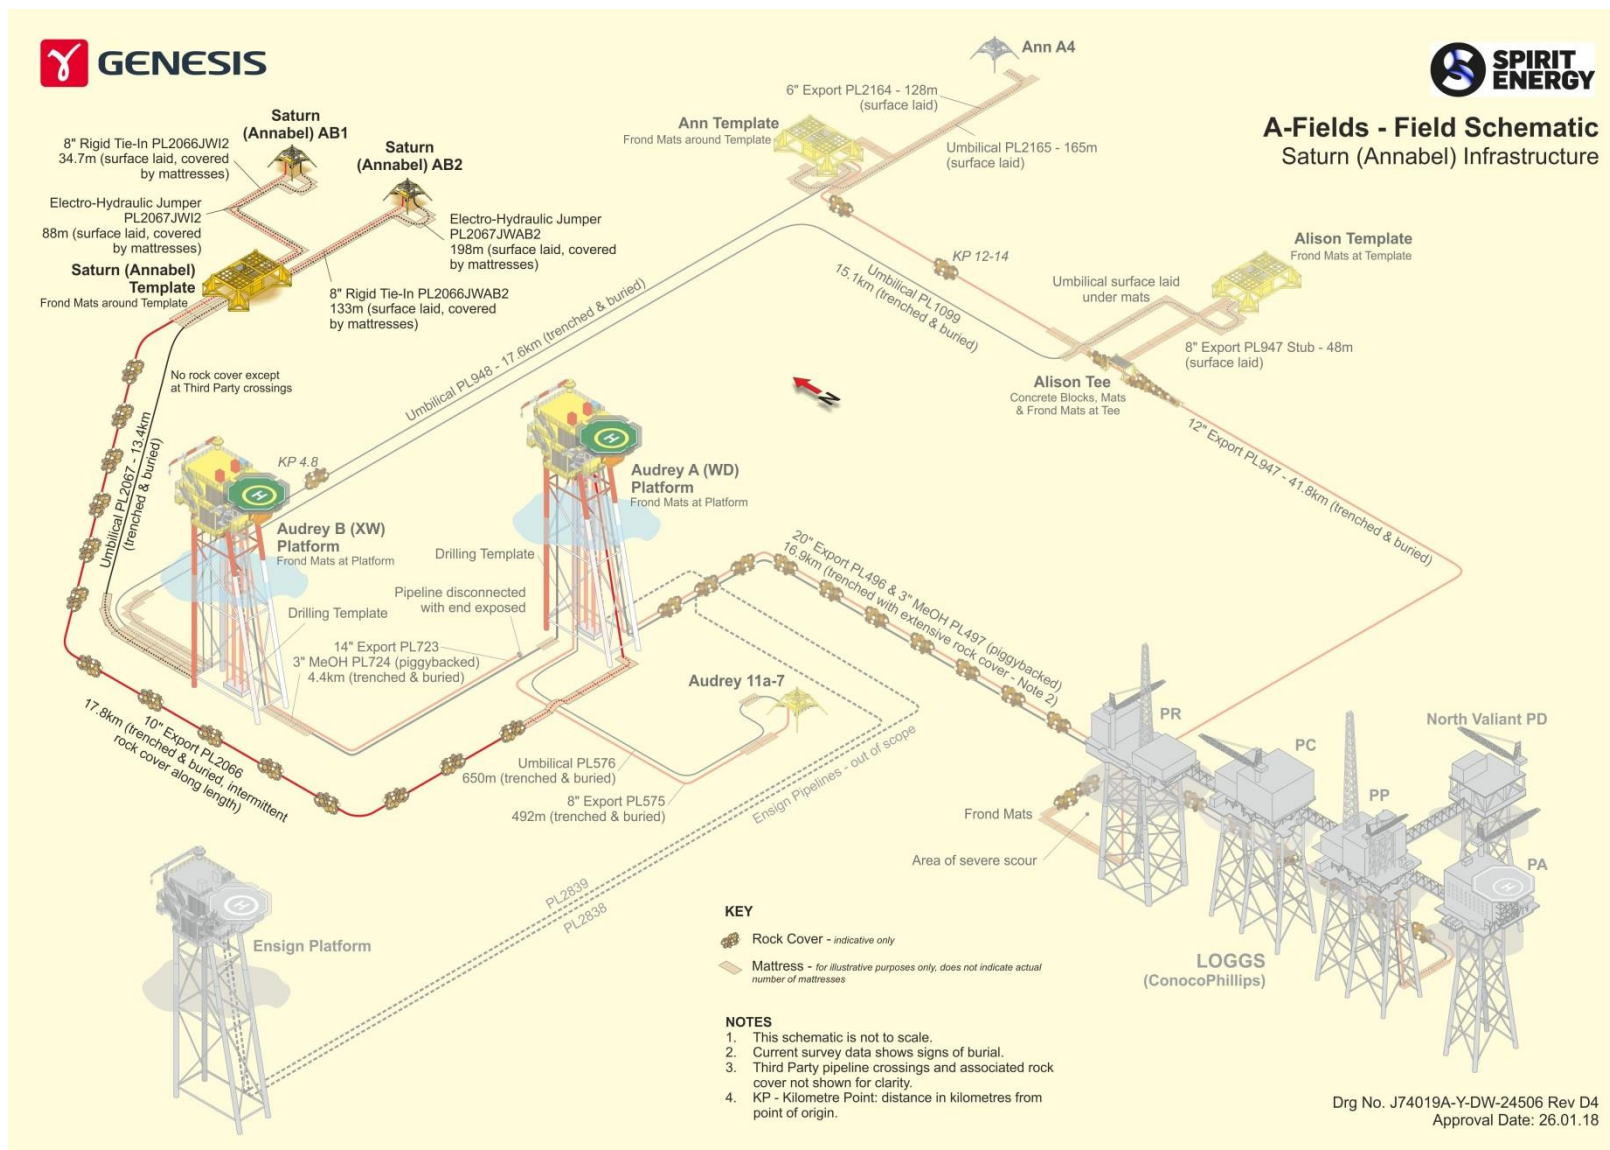 GENESIS
SPIRIT
ENERGY
A-Fields - Field Schematic
Saturn (Annabel) Infrastructure
Ann A4
6" Export PL2164 - 128m
(surface laid)
Ann Template
Frond Mats around Template
Umbilical PL2165 - 165m
(surface laid)
Saturn
(Annabel) AB1
8" Rigid Tie-In PL2066JWI2
34.7m (surface laid, covered
by mattresses)
Saturn
(Annabel) AB2
Electro-Hydraulic Jumper
PL2067JWI2
88m (surface laid, covered
by mattresses)
Electro-Hydraulic Jumper
PL2067JWAB2
198m (surface laid, covered
by mattresses)
Saturn (Annabel)
Template
Frond Mats around Template
8" Rigid Tie-In PL2066JWAB2
133m (surface laid, covered
by mattresses)
KP 12-14
Alison Template
Frond Mats at Template
Umbilical surface laid
under mats
Umbilical PL1099
15.1km (trenched & buried)
8" Export PL947 Stub - 48m
(surface laid)
Alison Tee
Concrete Blocks, Mats
& Frond Mats at Tee
No rock cover except
at Third Party crossings
Umbilical PL948 - 17.6km (trenched & buried)
N
12" Export PL947 - 41.8km (trenched & buried)
Umbilical PL2067 - 13.4km
(trenched & buried)
KP 4.8
H
H
Audrey A (WD)
Platform
Frond Mats at Platform
Audrey B (XW)
Platform
Frond Mats at Platform
Drilling Template
Pipeline disconnected
with end exposed
Drilling Template
20" Export PL496 & 3" MeOH PL497 (piggybacked)
16.9km (trenched with extensive rock cover - Note 2)
14" Export PL723
3" MeOH PL724 (piggybacked)
4.4km (trenched & buried)
Audrey 11a-7
10" Export PL2066
17.8km (trenched & buried, intermittent
rock cover along length)
Umbilical PL576
650m (trenched & buried)
8" Export PL575
492m (trenched & buried)
Ensign Pipelines - out of scope
PR
PC
North Valiant PD
PP
PA
H
Frond Mats
Area of severe scour
PL2839
PL2838
H
Ensign Platform
LOGGS
(ConocoPhillips)
KEY
Rock Cover - indicative only
Mattress - for illustrative purposes only, does not indicate actual
number of mattresses
NOTES
1. This schematic is not to scale.
2. Current survey data shows signs of burial.
3. Third Party pipeline crossings and associated rock
cover not shown for clarity.
4. KP - Kilometre Point: distance in kilometres from
point of origin.
Drg No. J74019A-Y-DW-24506 Rev D4
Approval Date: 26.01.18